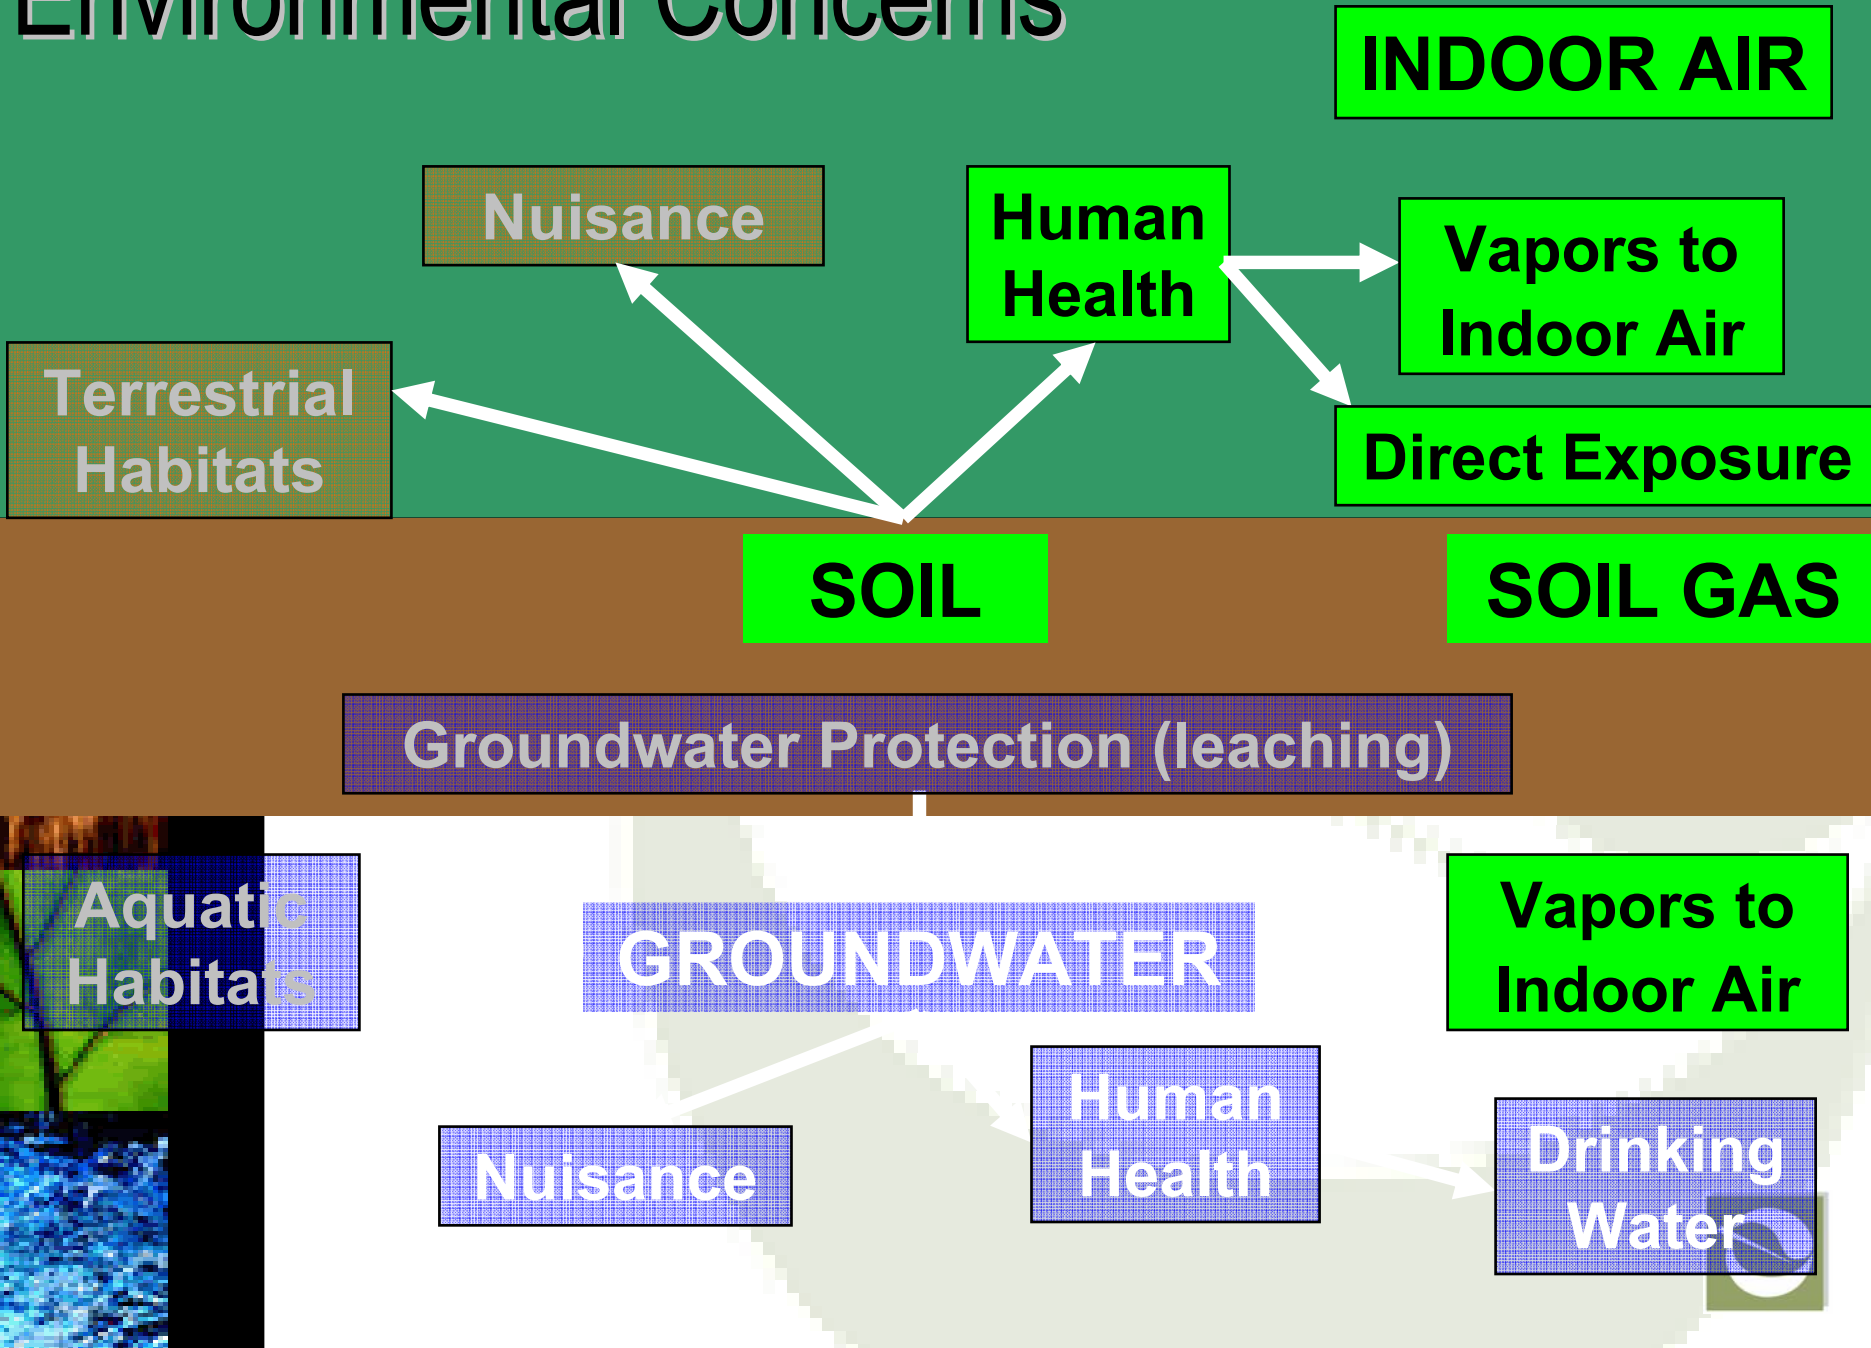 Environmental Concerns
INDOOR AIR
Nuisance
Human
Health
Vapors to
Indoor Air
Terrestrial
Habitats
Direct Exposure
SOIL
SOIL GAS
Groundwater Protection (leaching)
Aquatic
Habitats
GROUNDWATER
Vapors to
Indoor Air
Human
Health
Nuisance
Drinking
Water